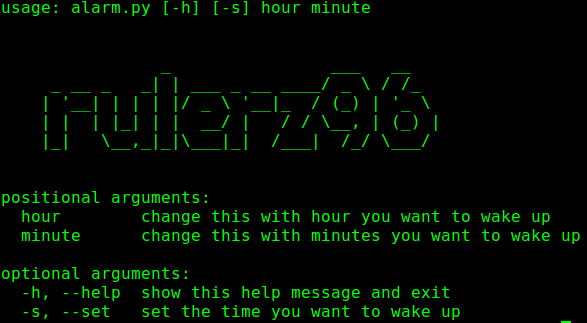 usage: alarm.py [-h] [-s] hour minute
rulerz96
positional arguments:
hour change this with hour you want to wake up
minute change this with minutes you want to wake up
optional arguments:
-h, --help show this help message and exit
-s, --set set the time you want to wake up